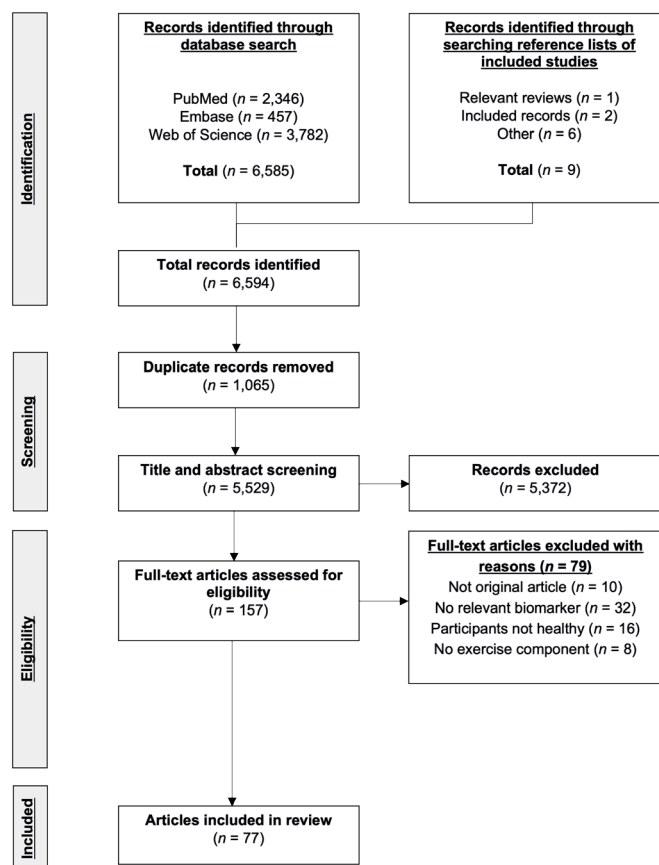 Identification
Records identified through
database search
PubMed (n = 2,346)
Embase (n = 457)
Web of Science (n = 3,782)
Total (n = 6,585)
Records identified through
searching reference lists of
included studies
Relevant reviews (n = 1)
Included records (n = 2)
Other (n = 6)
Total (n = 9)
Total records identified
(n = 6,594)
Screening
Duplicate records removed
(n = 1,065)
Title and abstract screening
(n = 5,529)
Records excluded
(n = 5,372)
Eligibility
Full-text articles assessed for
eligibility
(n = 157)
Full-text articles excluded with
reasons (n = 79)
Not original article (n = 10)
No relevant biomarker (n = 32)
Participants not healthy (n = 16)
No exercise component (n = 8)
Included
Articles included in review
(n = 77)